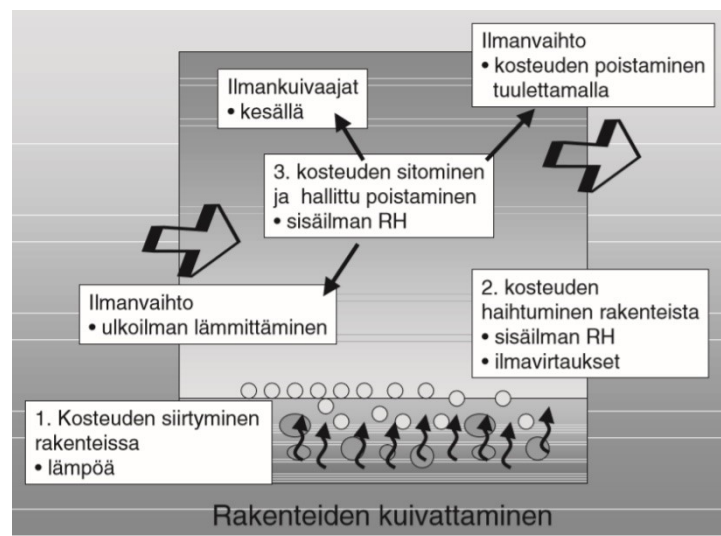 Ilmanvaihto
• kosteuden poistaminen
tuulettamalla
Ilmankuivaajat
• kesällä
3. kosteuden sitominen
ja hallittu poistaminen
• sisäilman RH
Ilmanvaihto
• ulkoilman lämmittäminen
2. kosteuden
haihtuminen rakenteista
• sisäilman RH
• ilmavirtaukset
1. Kosteuden siirtyminen
rakenteissa
• lämpöä
Rakenteiden kuivattaminen